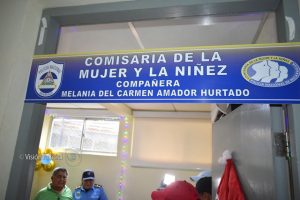 COMISARIA DE LA
MUJER Y LA NIÑEZ
COMPAÑERA
MELANIA DEL CARMEN AMADOR HURTADO